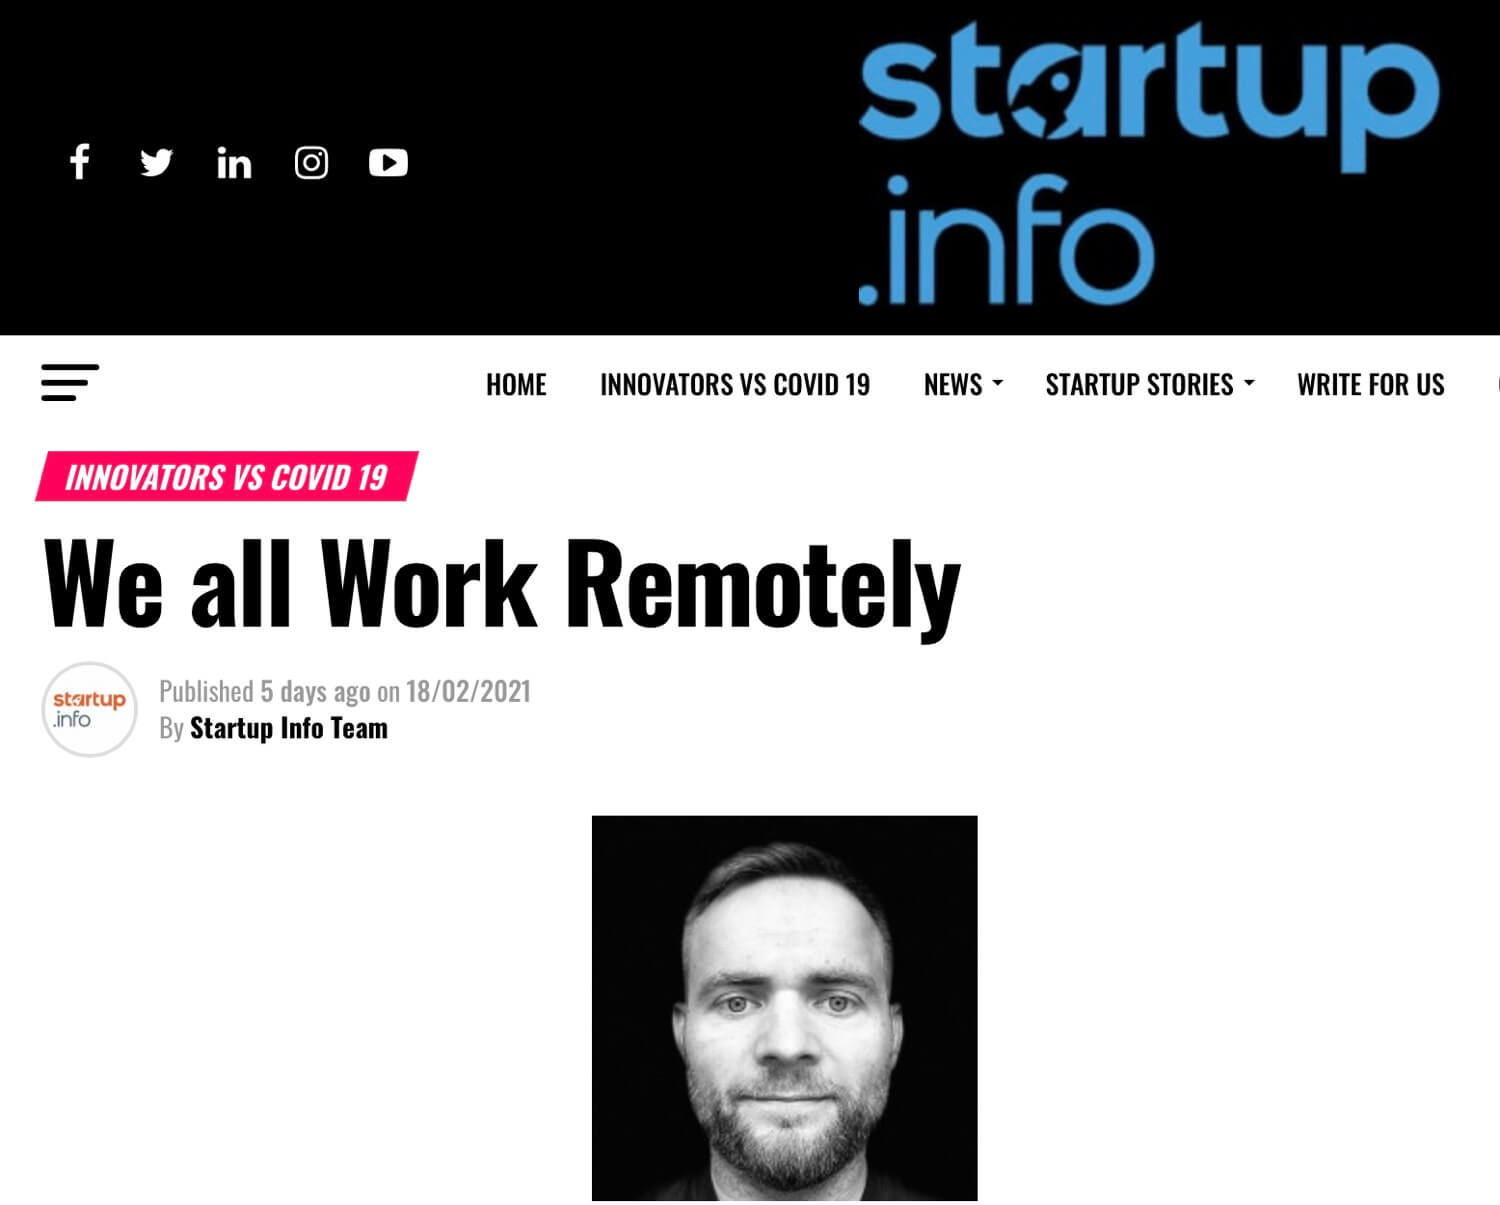 startup
.info
HOME INNOVATORS VS COVID 19 NEWS STARTUP STORIES WRITE FOR US
INNOVATORS VS COVID 19
We all Work Remotely
startup
.info
Published 5 days ago on 18/02/2021
By Startup Info Team